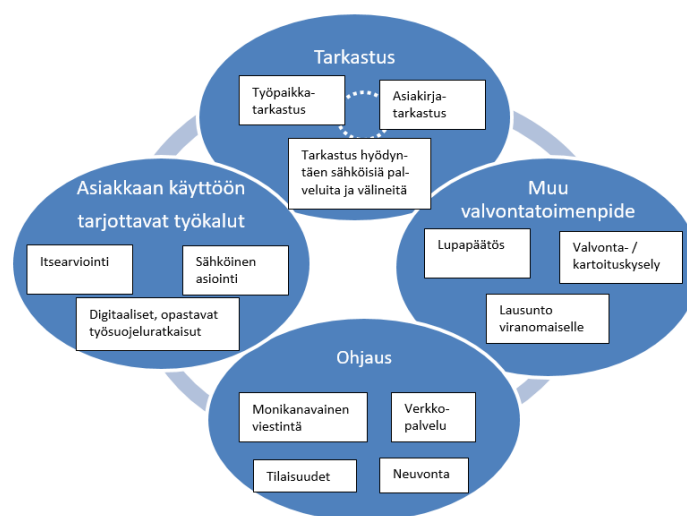 Tarkastus
Työpaikka-
tarkastus
Asiakirja-
tarkastus
Tarkastus hyödyn-
täen sähköisiä pal-
veluita ja välineitä
Asiakkaan käyttöön
tarjottavat työkalut
Itsearviointi
Sähköinen
asiointi
Digitaaliset, opastavat
työsuojeluratkaisut
Muu
valvontatoimenpide
Lupapäätös
Valvonta- /
kartoituskysely
Lausunto
viranomaiselle
Ohjaus
Monikanavainen
viestintä
Verkko-
palvelu
Tilaisuudet
Neuvonta